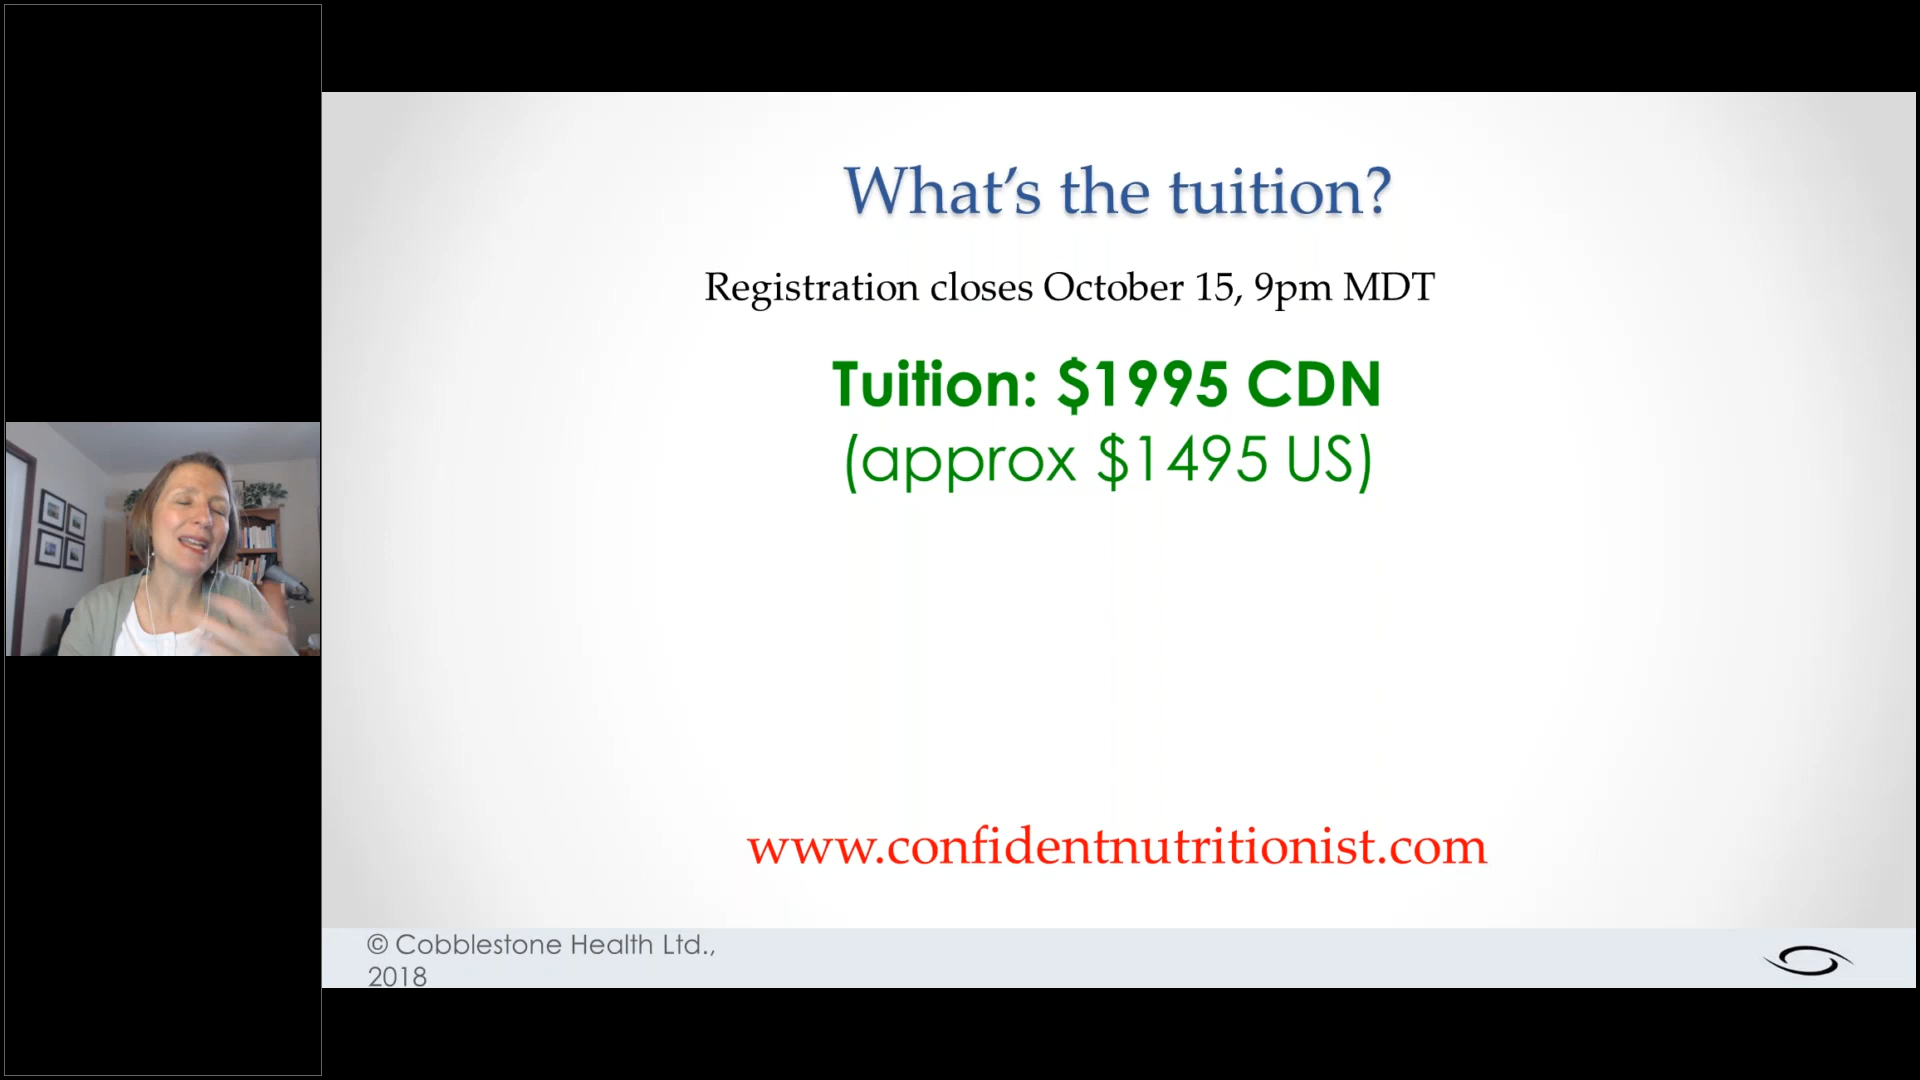 What's the tuition?
Registration closes October 15, 9pm MDT
Tuition: $1995 CDN
(approx $1495 US)
www.confidentnutritionist.com
© Cobblestone Health Ltd.,
2018